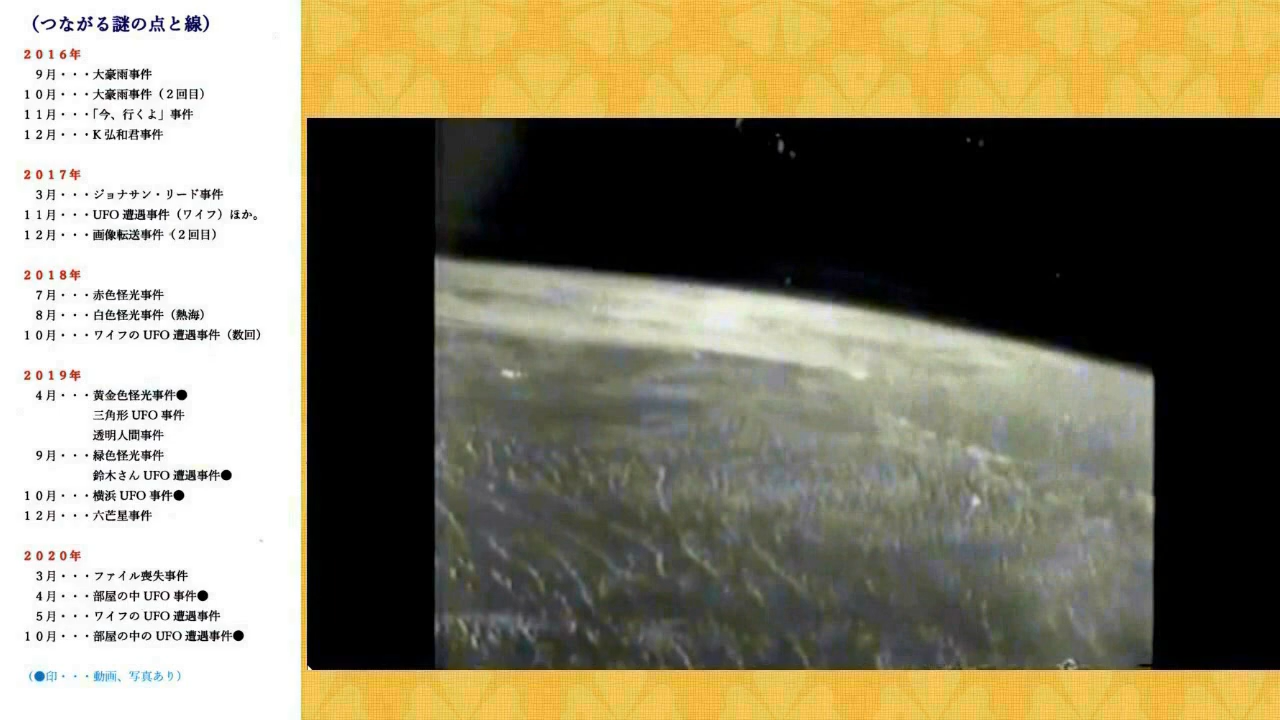 （つながる謎の点と線）
２０１６年
９月・・・大豪雨事件
１０月・・・大豪雨事件（２回目）
１１月・・・「今、行くよ」事件
１２月・・・K 弘和君事件
２０１７年
３月・・・ジョナサン・リード事件
１１月・・・UFO 遭遇事件（ワイフ）ほか。
１２月・・・画像転送事件（２回目）
２０１８年
７月・・・赤色怪光事件
８月・・・白色怪光事件（熱海）
１０月・・・ワイフの UFO 遭遇事件（数回）
２０１９年
４月・・・黄金色怪光事件●
三角形 UFO 事件
透明人間事件
９月・・・緑色怪光事件
鈴木さん UFO 遭遇事件●
１０月・・・横浜 UFO 事件●
１２月・・・六芒星事件
２０２０年
３月・・・ファイル喪失事件
４月・・・部屋の中 UFO 事件●
５月・・・ワイフの UFO 遭遇事件
１０月・・・部屋の中の UFO 遭遇事件●
（●印・・・動画、写真あり）